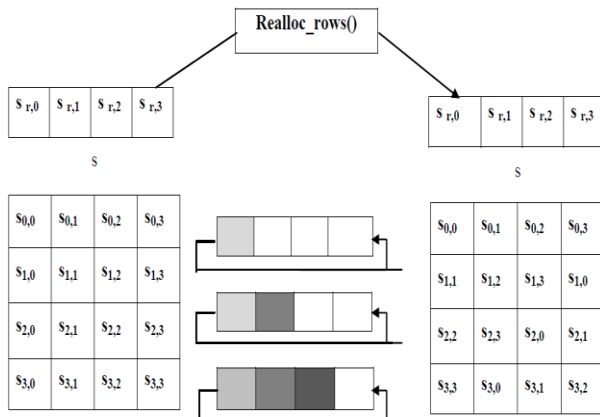 Realloc_rows()
s r,0 s r,1 s r,2 s r,3
s r,0 s r,1 s r,2 s r,3
s
s
s0,0 s0,1 s0,2 s0,3
s1,0 s1,1 s1,2 s1,3
s2,0 s2,1 s2,2 s2,3
s3,0 s3,1 s3,2 s3,3
s0,0 s0,1 s0,2 s0,3
s1,1 s1,2 s1,3 s1,0
s2,2 s2,3 s2,0 s2,1
s3,3 s3,0 s3,1 s3,2